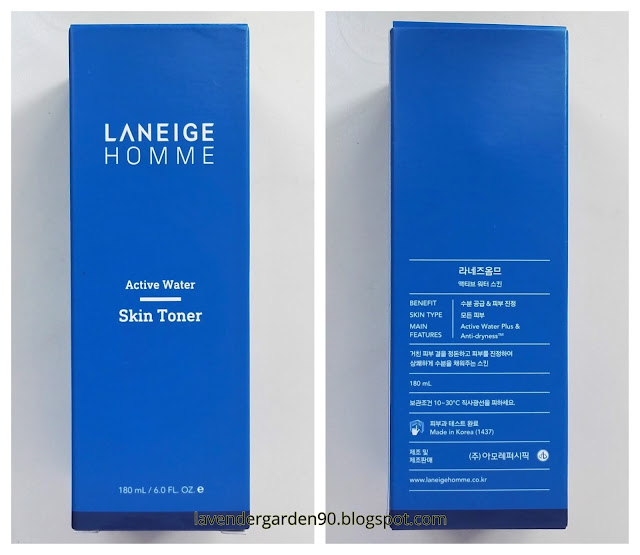 LANEIGE
HOMME
Active Water
Skin Toner
180 mL / 6.0 FL. OZ. e
라네즈옴므
액티브 워터 스킨
BENEFIT 수분 공급 & 피부 진정
SKIN TYPE 모든 피부
MAIN FEATURES Active Water Plus & Anti-dryness™
거친 피부 결을 정돈하고 피부를 진정하여
상쾌하게 수분을 채워주는 스킨
180 mL
보관조건 10~30°C 직사광선을 피하세요.
피부과 테스트 완료
Made in Korea (1437)
제조 및 제조판매 (주)아모레퍼시픽
www.laneigehomme.co.kr
lavendergarden90.blogspot.com